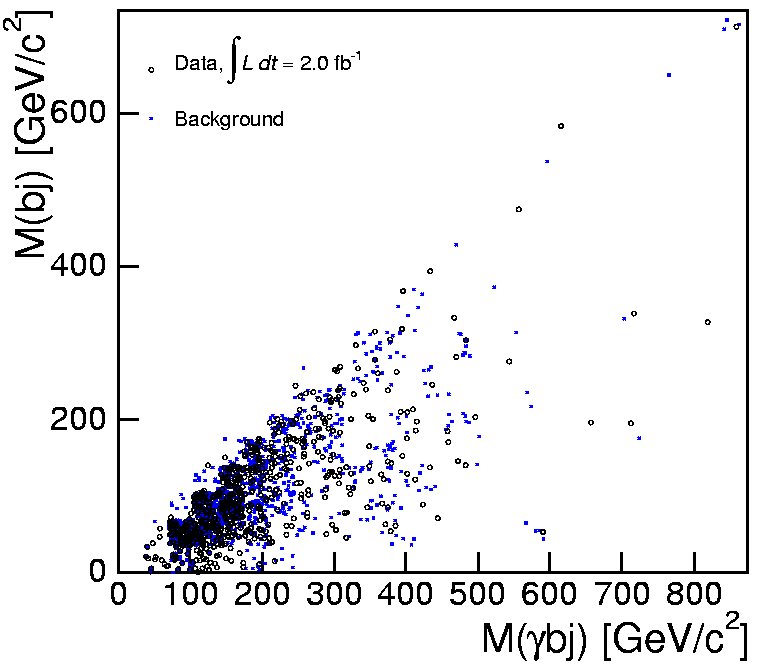 M(bj) [GeV/c²]
600
400
200
0
Data, ∫ L dt = 2.0 fb⁻¹
Background
0 100 200 300 400 500 600 700 800
M(γbj) [GeV/c²]